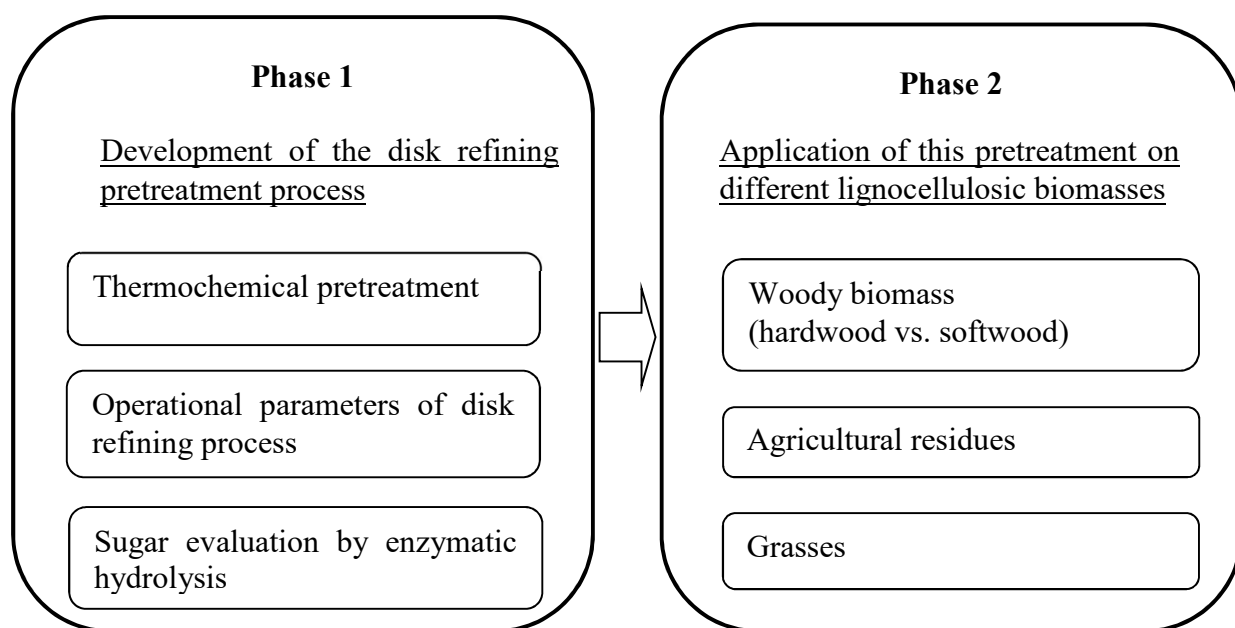 Phase 1
Development of the disk refining
pretreatment process
Thermochemical pretreatment
Operational parameters of disk
refining process
Sugar evaluation by enzymatic
hydrolysis
Phase 2
Application of this pretreatment on
different lignocellulosic biomasses
Woody biomass
(hardwood vs. softwood)
Agricultural residues
Grasses